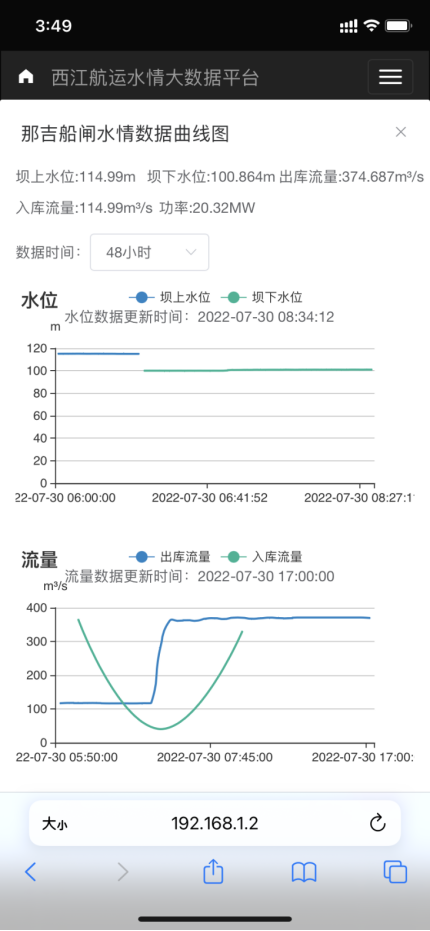 3:49
西江航运水情大数据平台
那吉船闸水情数据曲线图
坝上水位:114.99m 坝下水位:100.864m 出库流量:374.687m³/s
入库流量:114.99m³/s 功率:20.32MW
数据时间: 48小时
水位 坝上水位 坝下水位
水位数据更新时间: 2022-07-30 08:34:12
m
120
100
80
60
40
20
0
22-07-30 06:00:00 2022-07-30 06:41:52 2022-07-30 08:27:1
流量 出库流量 入库流量
流量数据更新时间: 2022-07-30 17:00:00
m³/s
400
300
200
100
0
22-07-30 05:50:00 2022-07-30 07:45:00 2022-07-30 17:00:
大小 192.168.1.2